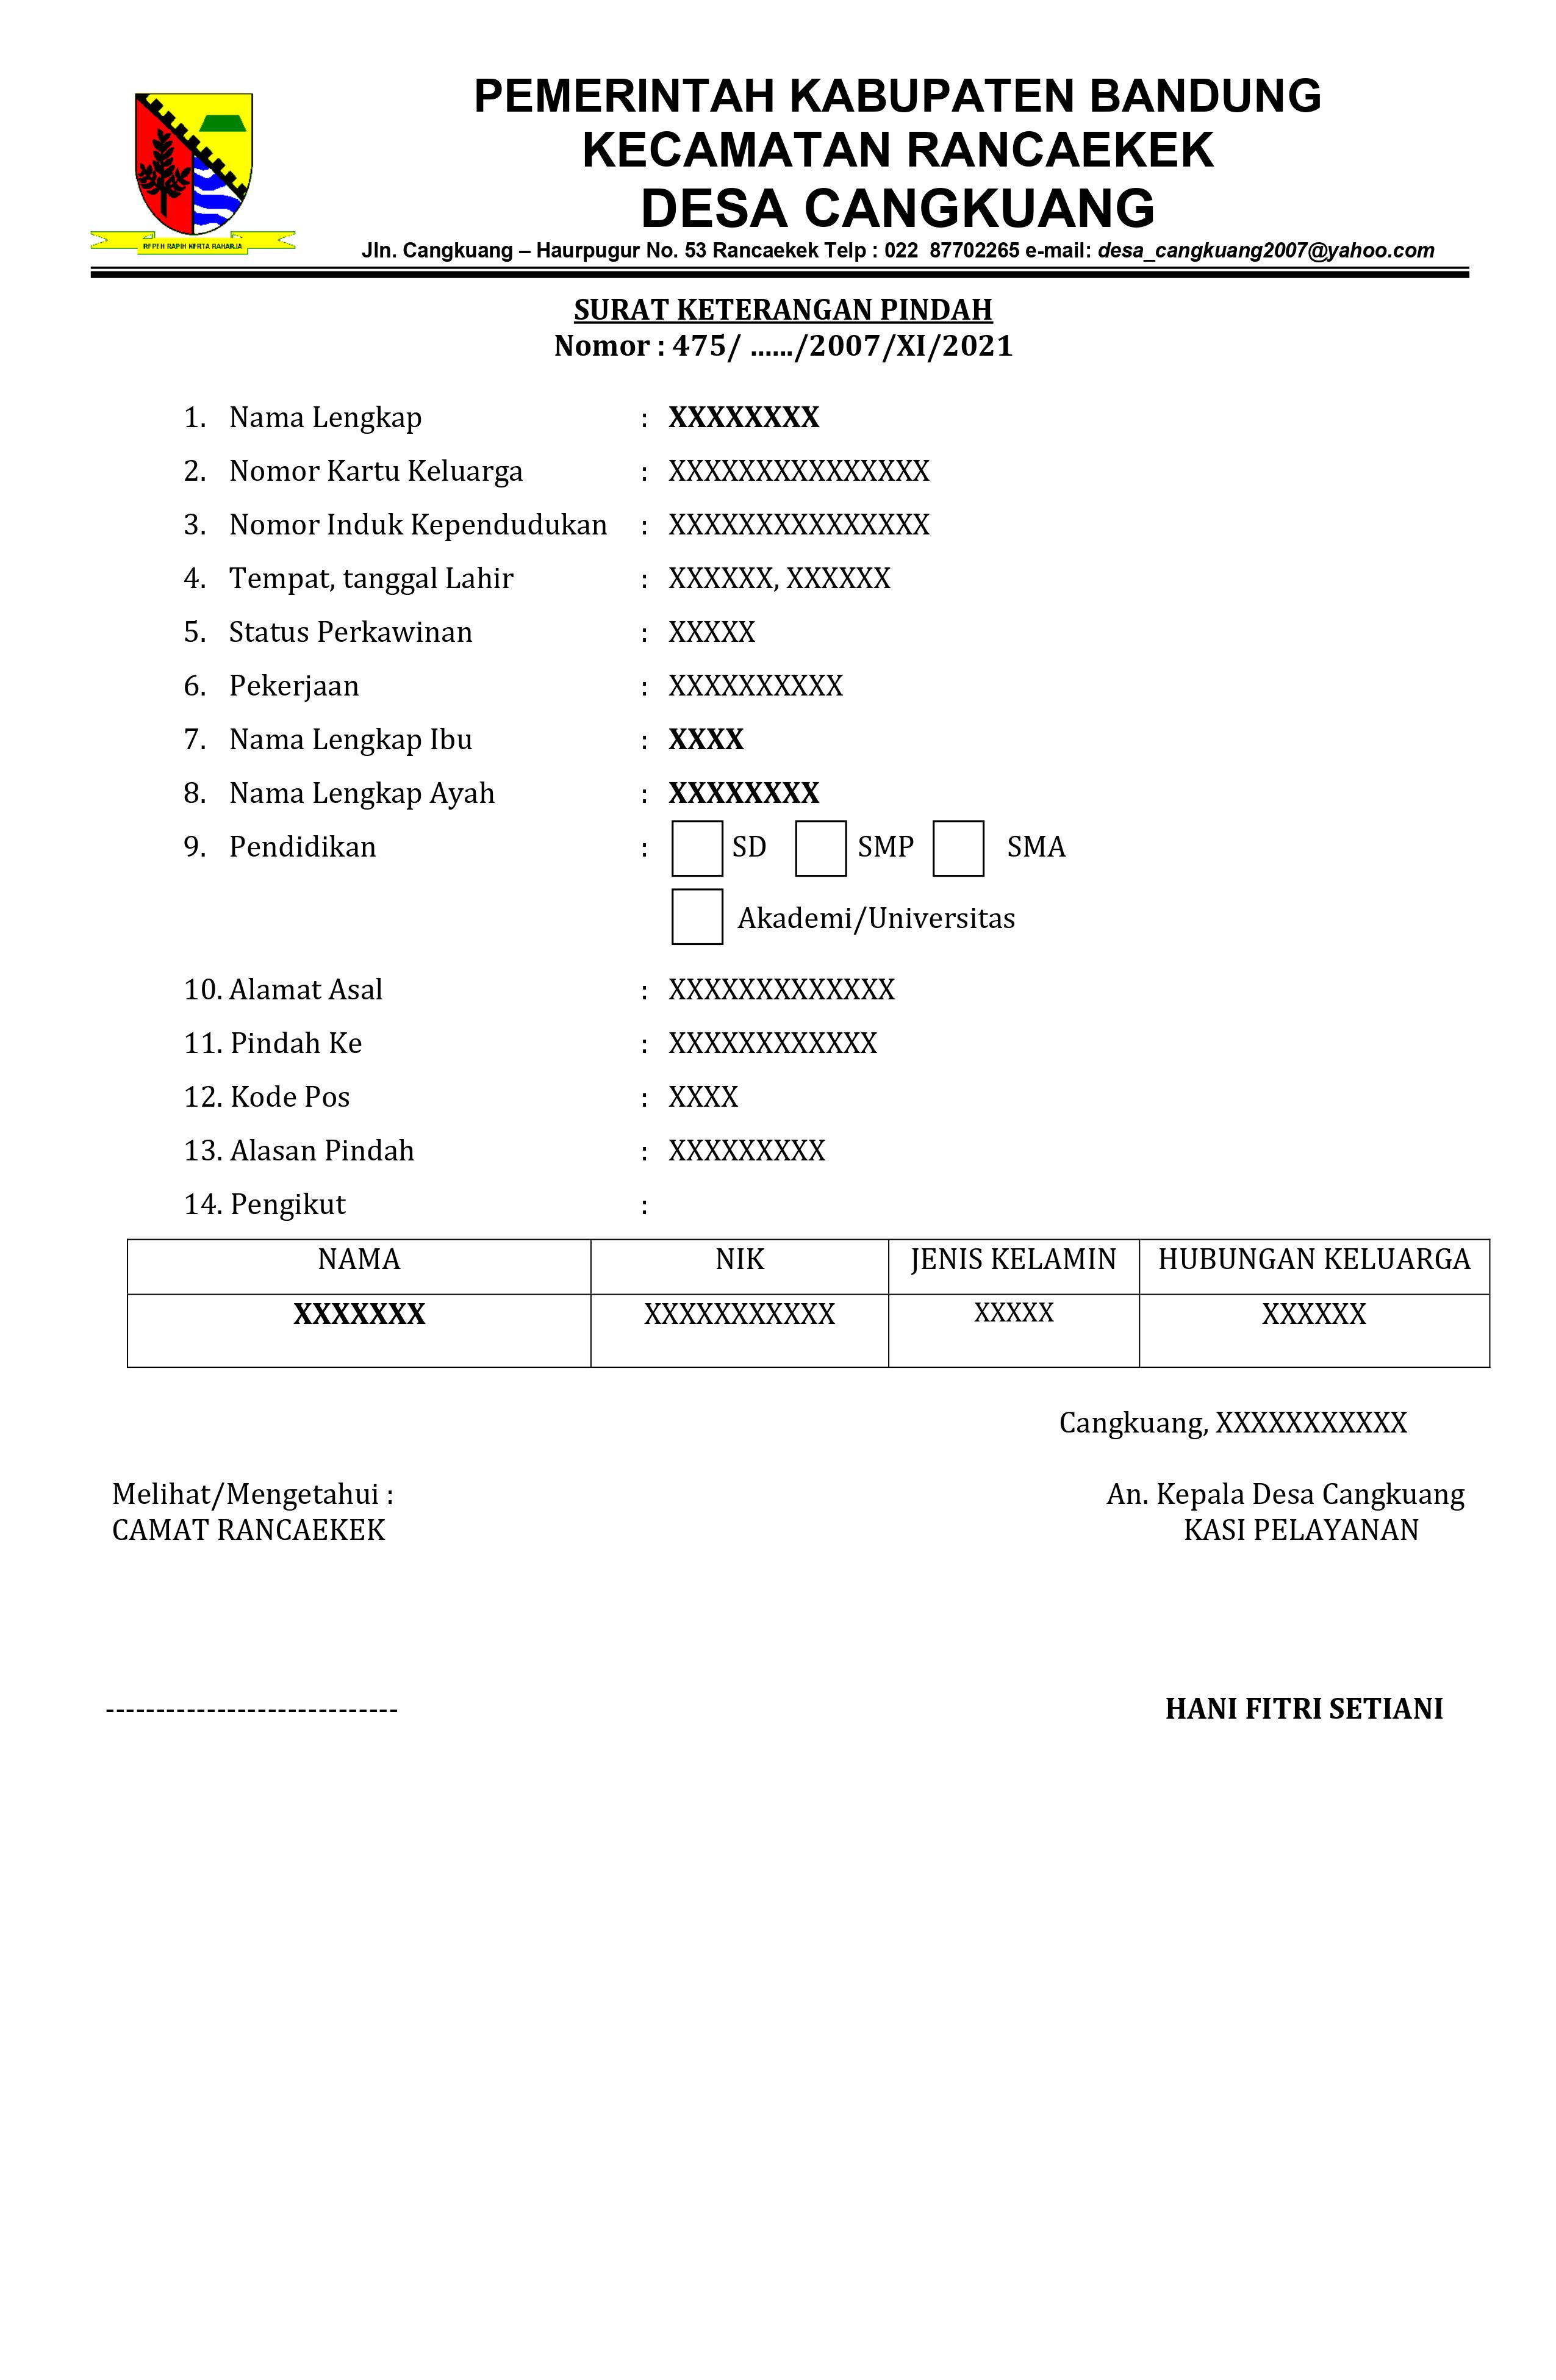 PEMERINTAH KABUPATEN BANDUNG
KECAMATAN RANCAEKEK
DESA CANGKUANG
REPEH RAPIH KERTA RAHARJA
Jln. Cangkuang – Haurpugur No. 53 Rancaekek Telp : 022 87702265 e-mail: desa_cangkuang2007@yahoo.com
SURAT KETERANGAN PINDAH
Nomor : 475/ ....../2007/XI/2021
1. Nama Lengkap : XXXXXXXX
2. Nomor Kartu Keluarga : XXXXXXXXXXXXXXX
3. Nomor Induk Kependudukan : XXXXXXXXXXXXXXX
4. Tempat, tanggal Lahir : XXXXXX, XXXXXX
5. Status Perkawinan : XXXXX
6. Pekerjaan : XXXXXXXXXX
7. Nama Lengkap Ibu : XXXX
8. Nama Lengkap Ayah : XXXXXXXX
9. Pendidikan : SD SMP SMA
Akademi/Universitas
10. Alamat Asal : XXXXXXXXXXXXX
11. Pindah Ke : XXXXXXXXXXXX
12. Kode Pos : XXXX
13. Alasan Pindah : XXXXXXXXX
14. Pengikut :
NAMA NIK JENIS KELAMIN HUBUNGAN KELUARGA
XXXXXXX XXXXXXXXXXX XXXXX XXXXXX
Cangkuang, XXXXXXXXXXX
Melihat/Mengetahui : An. Kepala Desa Cangkuang
CAMAT RANCAEKEK KASI PELAYANAN
----------------------------- HANI FITRI SETIANI